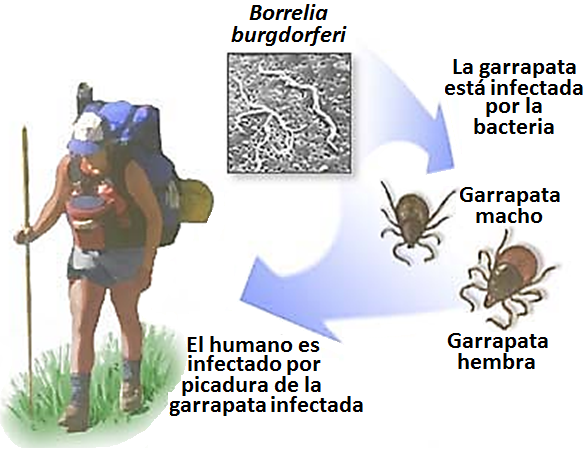 Borrelia
burgdorferi
La garrapata
está infectada
por la
bacteria
Garrapata
macho
Garrapata
hembra
El humano es
infectado por
picadura de la
garrapata infectada